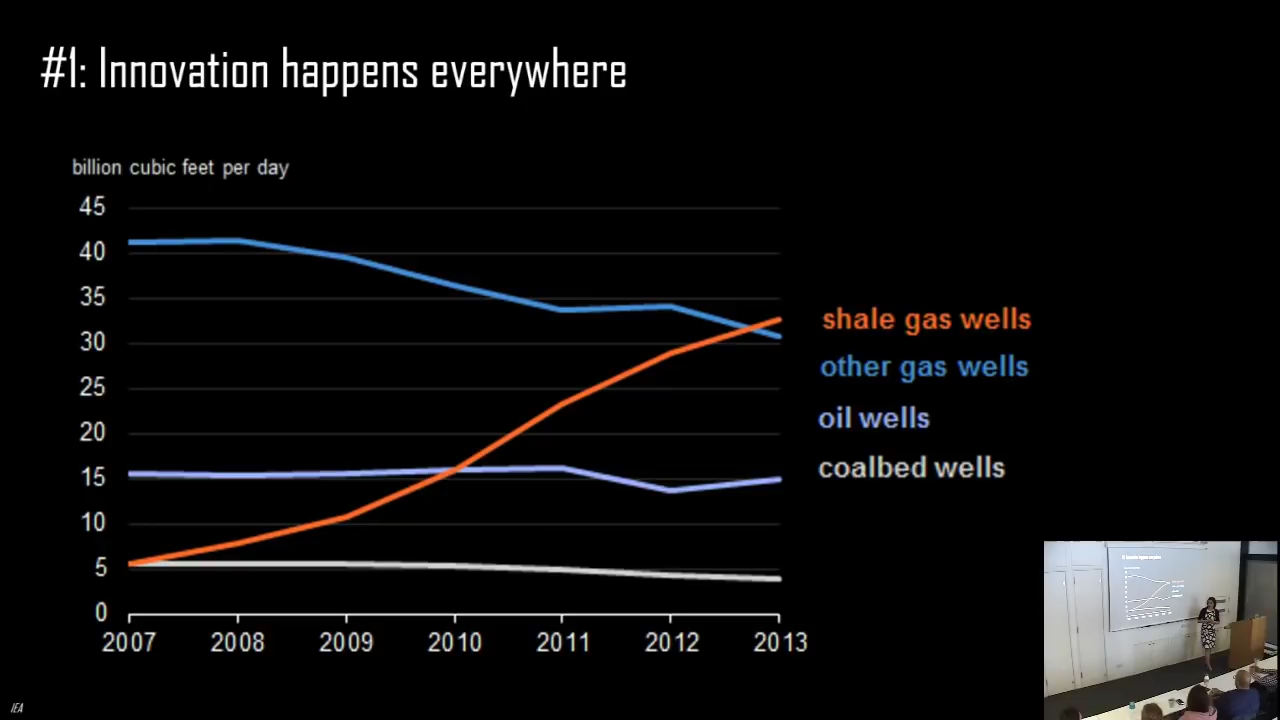 #1: Innovation happens everywhere
billion cubic feet per day
45
40
35
30
25
20
15
10
5
0
2007 2008 2009 2010 2011 2012 2013
shale gas wells
other gas wells
oil wells
coalbed wells
IEA